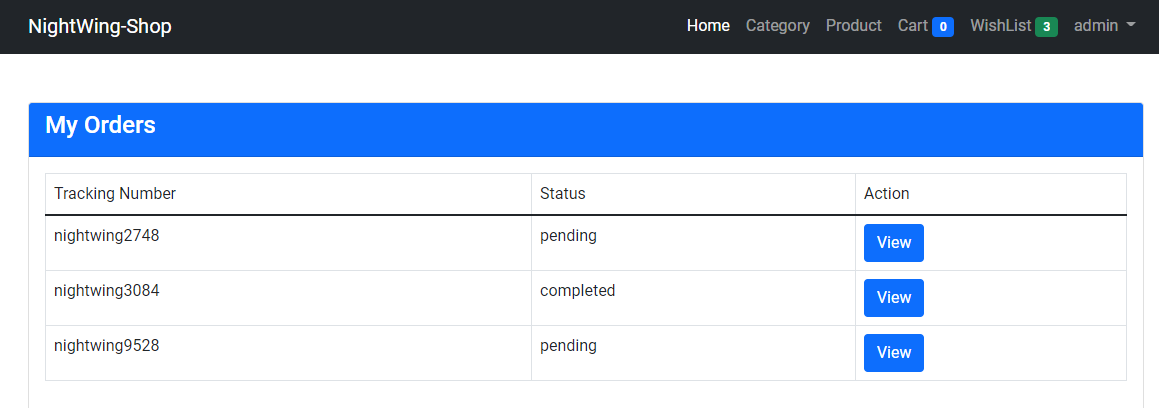 NightWing-Shop Home Category Product Cart 0 WishList 3 admin
My Orders
Tracking Number Status Action
nightwing2748 pending View
nightwing3084 completed View
nightwing9528 pending View